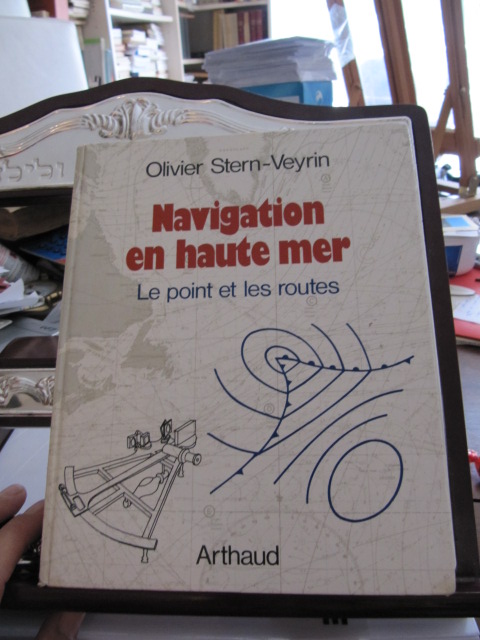 Olivier Stern-Veyrin
Navigation
en haute mer
Le point et les routes
Arthaud